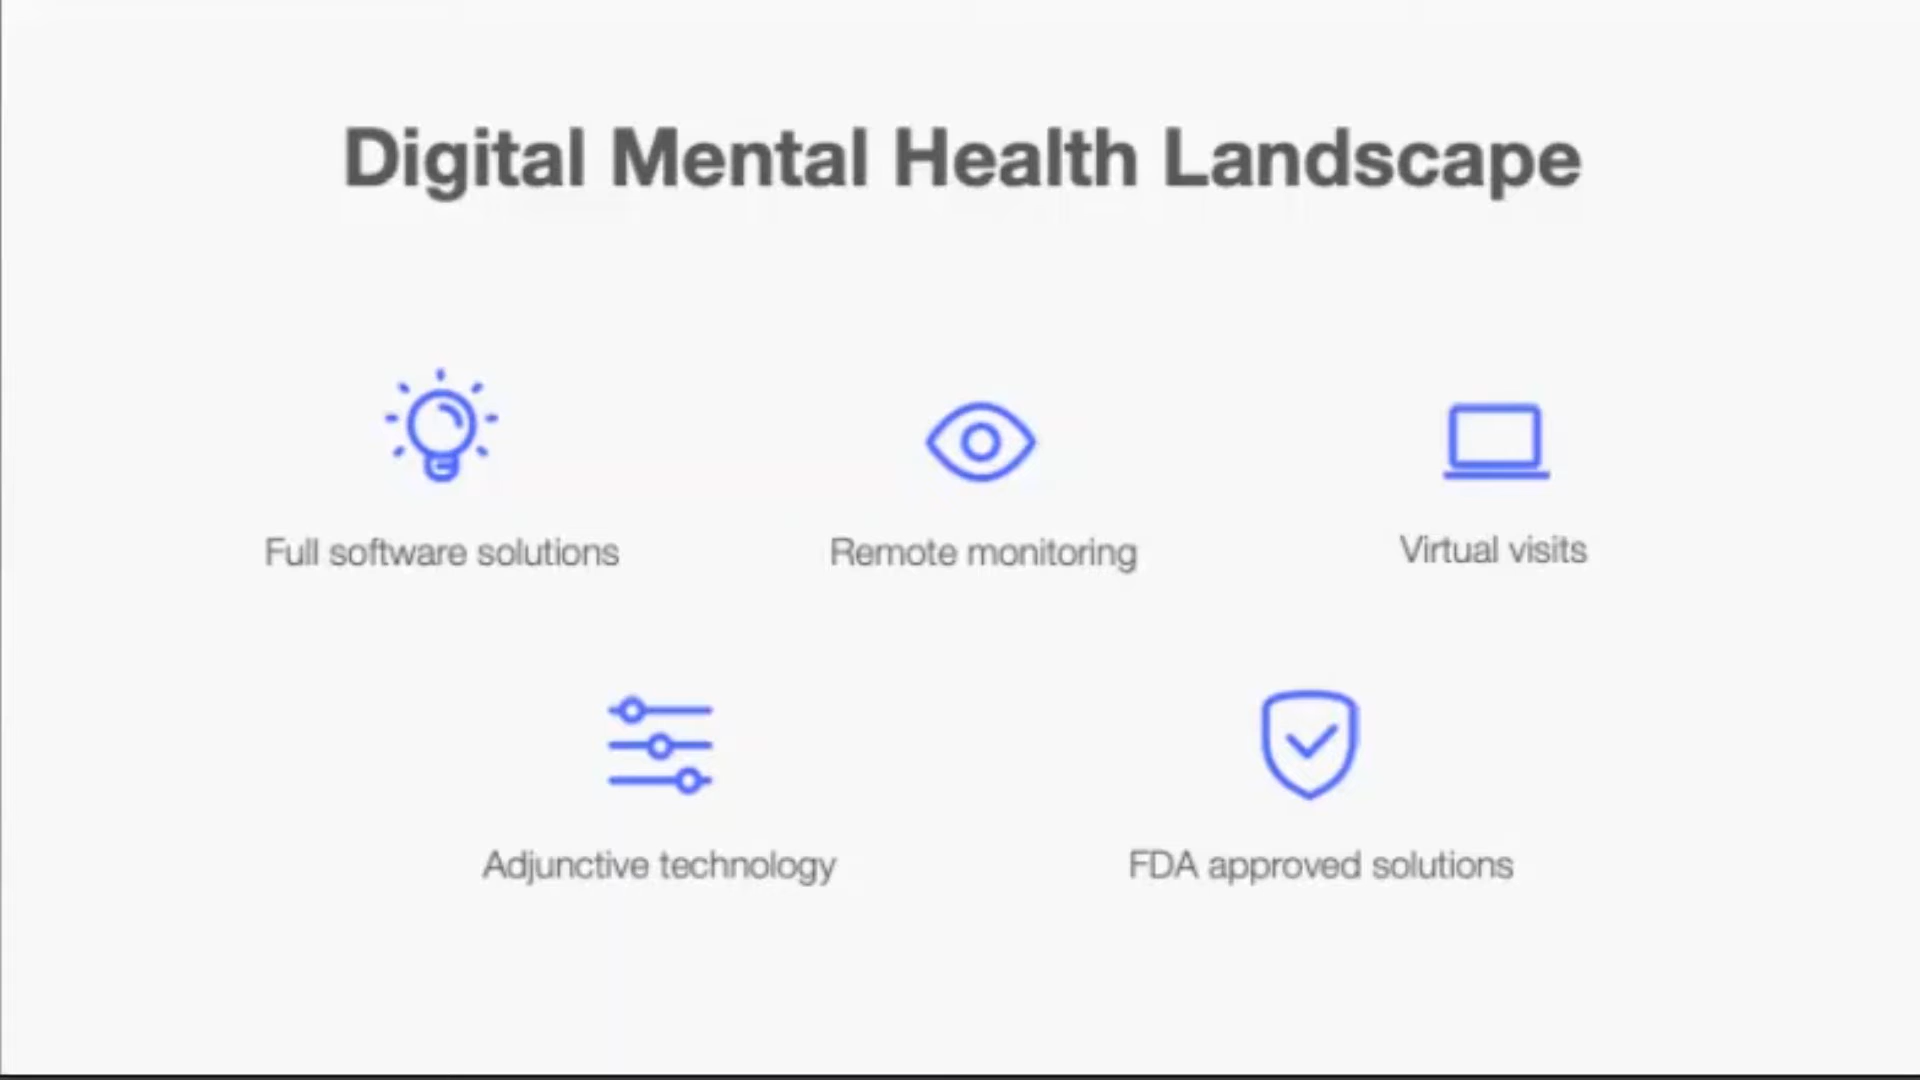 Digital Mental Health Landscape
Full software solutions
Remote monitoring
Virtual visits
Adjunctive technology
FDA approved solutions